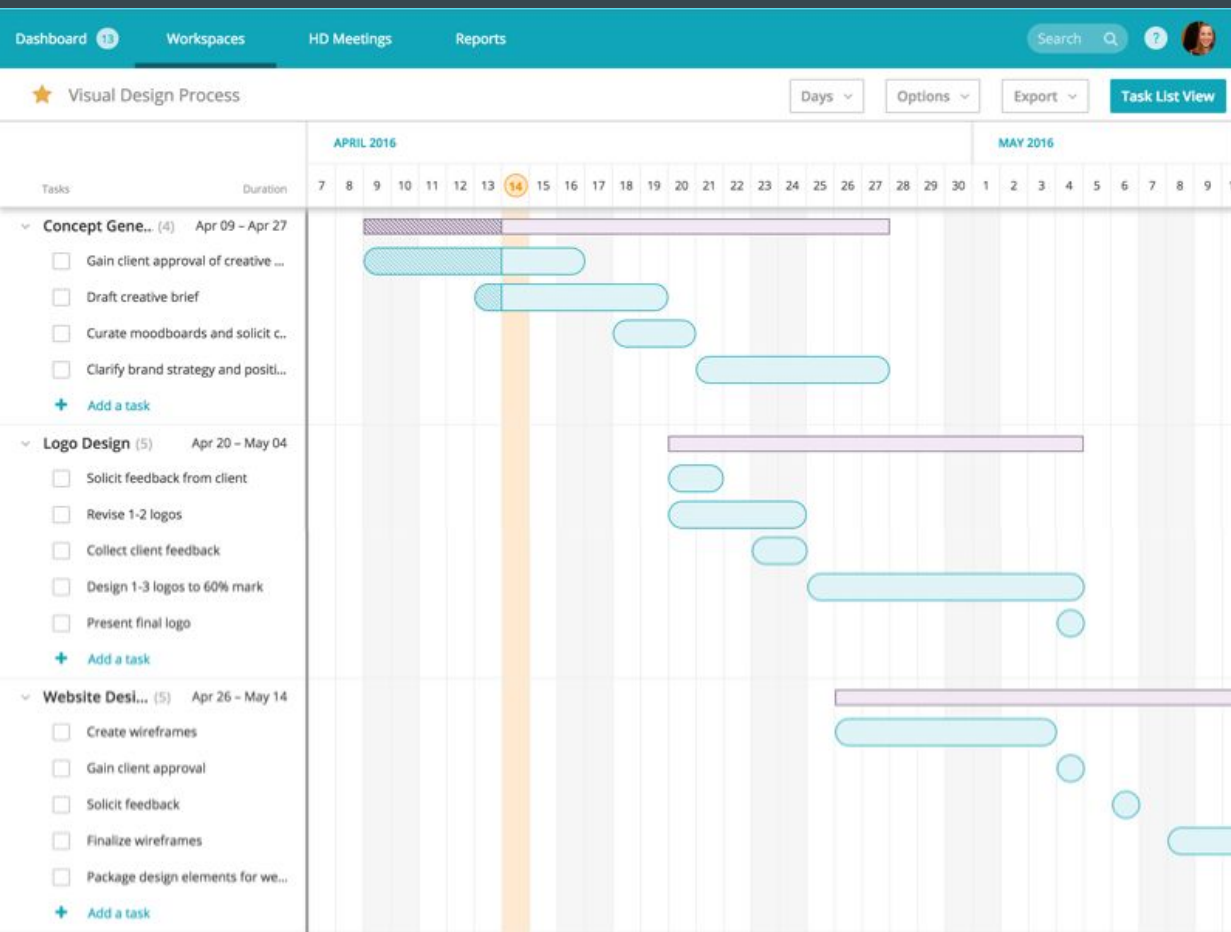 Dashboard 13 Workspaces HD Meetings Reports Search ?
Visual Design Process Days Options Export Task List View
APRIL 2016 MAY 2016
Tasks Duration 7 8 9 10 11 12 13 14 15 16 17 18 19 20 21 22 23 24 25 26 27 28 29 30 1 2 3 4 5 6 7 8 9
Concept Gene.. (4) Apr 09 – Apr 27
Gain client approval of creative ...
Draft creative brief
Curate moodboards and solicit c..
Clarify brand strategy and positi...
+ Add a task
Logo Design (5) Apr 20 – May 04
Solicit feedback from client
Revise 1-2 logos
Collect client feedback
Design 1-3 logos to 60% mark
Present final logo
+ Add a task
Website Desi... (5) Apr 26 – May 14
Create wireframes
Gain client approval
Solicit feedback
Finalize wireframes
Package design elements for we...
+ Add a task